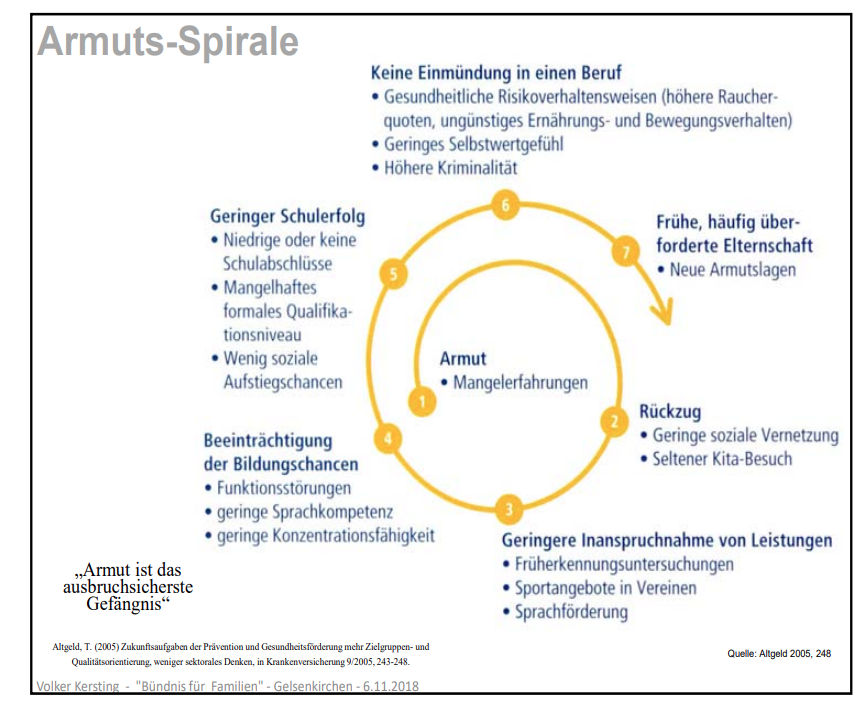 Armuts-Spirale
Keine Einmündung in einen Beruf
• Gesundheitliche Risikoverhaltensweisen (höhere Raucher-
quoten, ungünstiges Ernährungs- und Bewegungsverhalten)
• Geringes Selbstwertgefühl
• Höhere Kriminalität
6
Geringer Schulerfolg
• Niedrige oder keine
Schulabschlüsse
• Mangelhaftes
formales Qualifika-
tionsniveau
• Wenig soziale
Aufstiegschancen
5
7
Frühe, häufig über-
forderte Elternschaft
• Neue Armutslagen
Armut
• Mangelerfahrungen
1
2
Rückzug
• Geringe soziale Vernetzung
• Seltener Kita-Besuch
4
Beeinträchtigung
der Bildungschancen
• Funktionsstörungen
• geringe Sprachkompetenz
• geringe Konzentrationsfähigkeit
3
Geringere Inanspruchnahme von Leistungen
• Früherkennungsuntersuchungen
• Sportangebote in Vereinen
• Sprachförderung
„Armut ist das
ausbruchsicherste
Gefängnis“
Altgeld, T. (2005) Zukunftsaufgaben der Prävention und Gesundheitsförderung mehr Zielgruppen- und
Qualitätsorientierung, weniger sektorales Denken, in Krankenversicherung 9/2005, 243-248.
Quelle: Altgeld 2005, 248
Volker Kersting - "Bündnis für Familien" - Gelsenkirchen - 6.11.2018